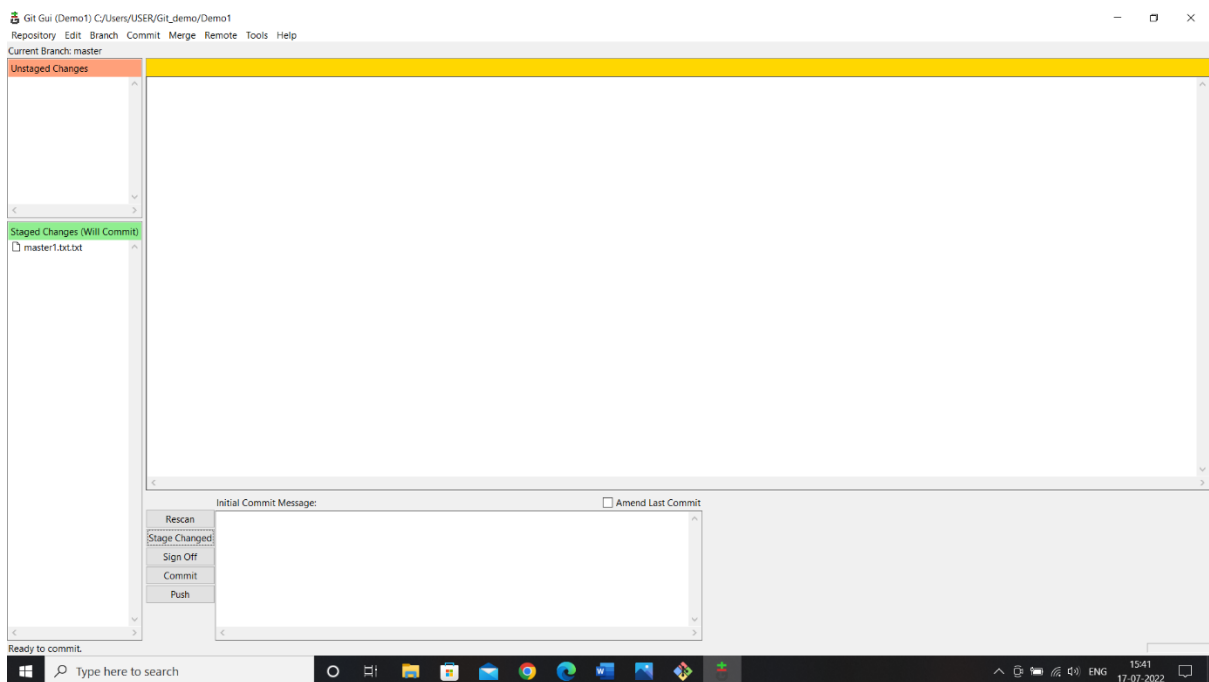 Git Gui (Demo1) C:/Users/USER/Git_demo/Demo1
Repository Edit Branch Commit Merge Remote Tools Help
Current Branch: master
Unstaged Changes
Staged Changes (Will Commit)
master1.txt.txt
Initial Commit Message:
Amend Last Commit
Rescan
Stage Changed
Sign Off
Commit
Push
Ready to commit.
Type here to search
ENG
15:41
17-07-2022